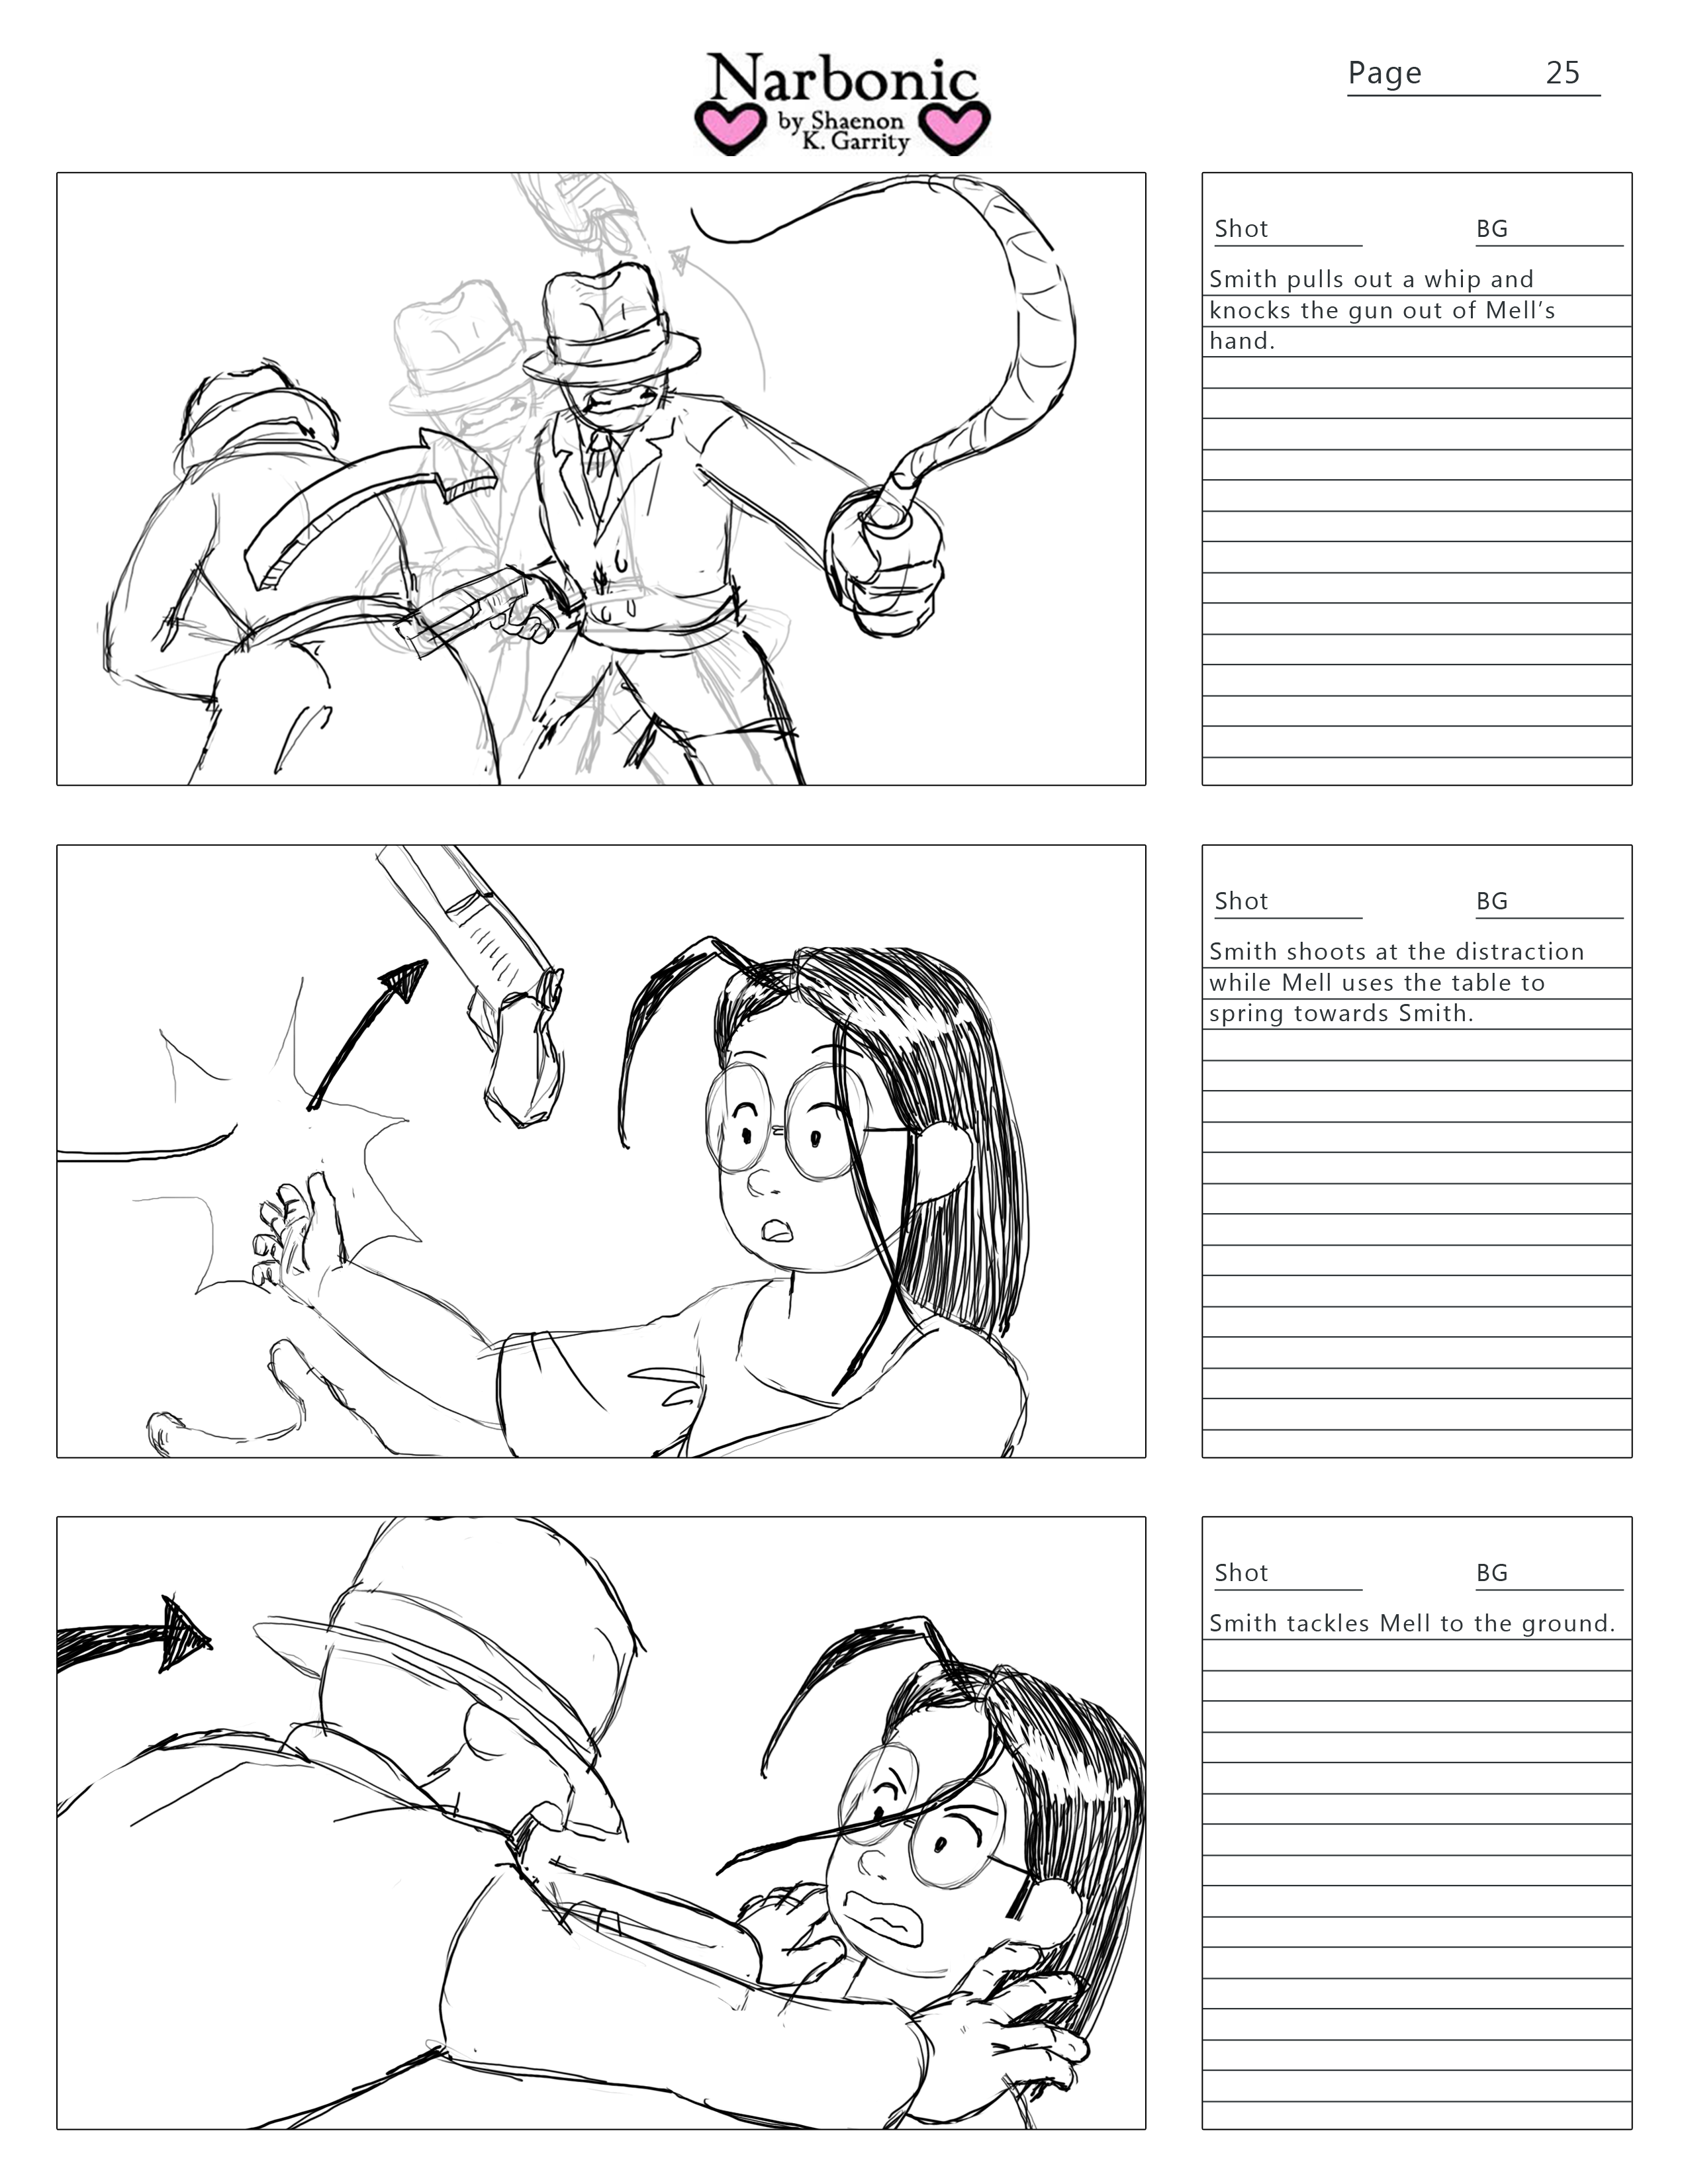 Narbonic
by Shaenon
K. Garrity
Page 25
Shot BG
Smith pulls out a whip and
knocks the gun out of Mell’s
hand.
Shot BG
Smith shoots at the distraction
while Mell uses the table to
spring towards Smith.
Shot BG
Smith tackles Mell to the ground.